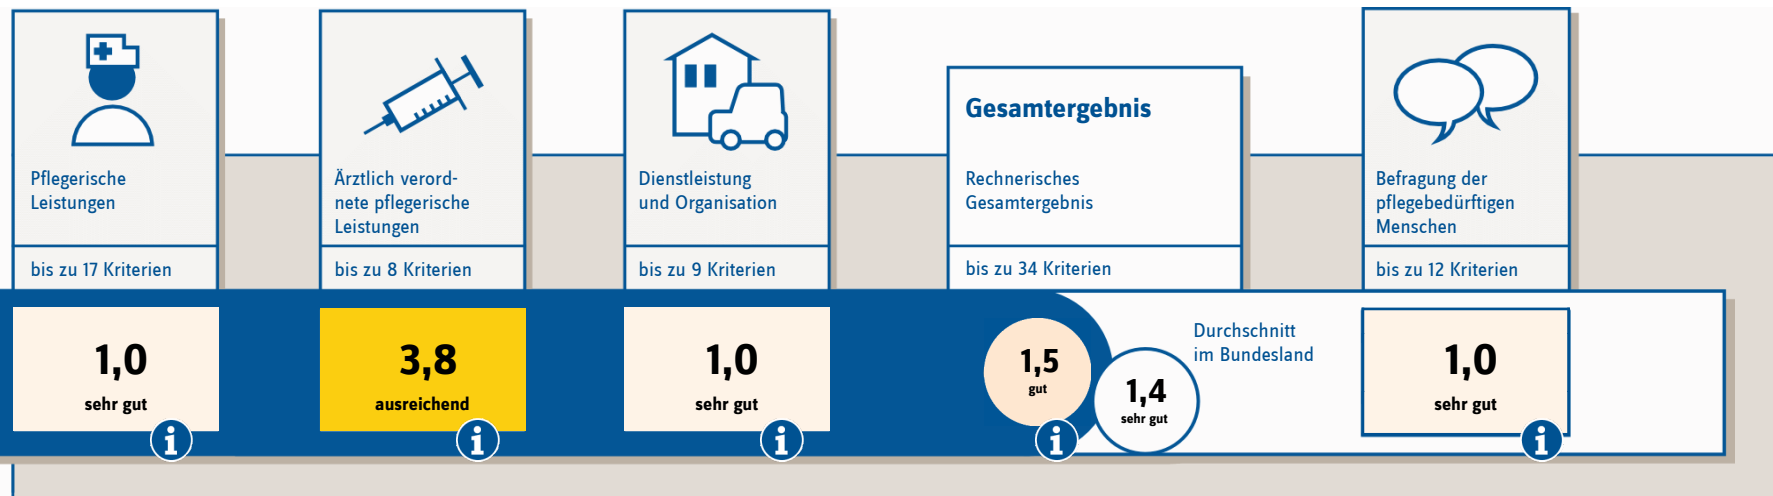 Pflegerische
Leistungen
bis zu 17 Kriterien
1,0
sehr gut
i
Ärztlich verord-
nete pflegerische
Leistungen
bis zu 8 Kriterien
3,8
ausreichend
i
Dienstleistung
und Organisation
bis zu 9 Kriterien
1,0
sehr gut
i
Gesamtergebnis
Rechnerisches
Gesamtergebnis
bis zu 34 Kriterien
1,5
gut
i
Durchschnitt
im Bundesland
1,4
sehr gut
Befragung der
pflegebedürftigen
Menschen
bis zu 12 Kriterien
1,0
sehr gut
i